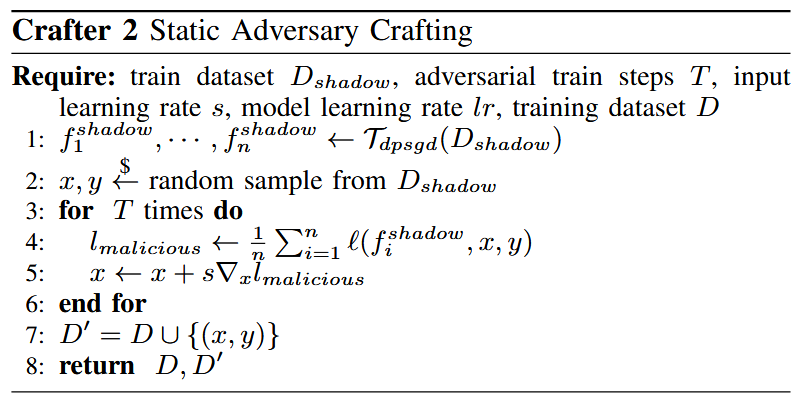 Crafter 2 Static Adversary Crafting
Require: train dataset $D_{shadow}$, adversarial train steps $T$, input
learning rate $s$, model learning rate $lr$, training dataset $D$
1: $f_1^{shadow}, \cdots, f_n^{shadow} \leftarrow \mathcal{T}_{dpsgd}(D_{shadow})$
2: $x, y \overset{\$}{\leftarrow}$ random sample from $D_{shadow}$
3: for $T$ times do
4: $l_{malicious} \leftarrow \frac{1}{n} \sum_{i=1}^{n} \ell(f_i^{shadow}, x, y)$
5: $x \leftarrow x + s\nabla_x l_{malicious}$
6: end for
7: $D' = D \cup \{(x, y)\}$
8: return $D, D'$